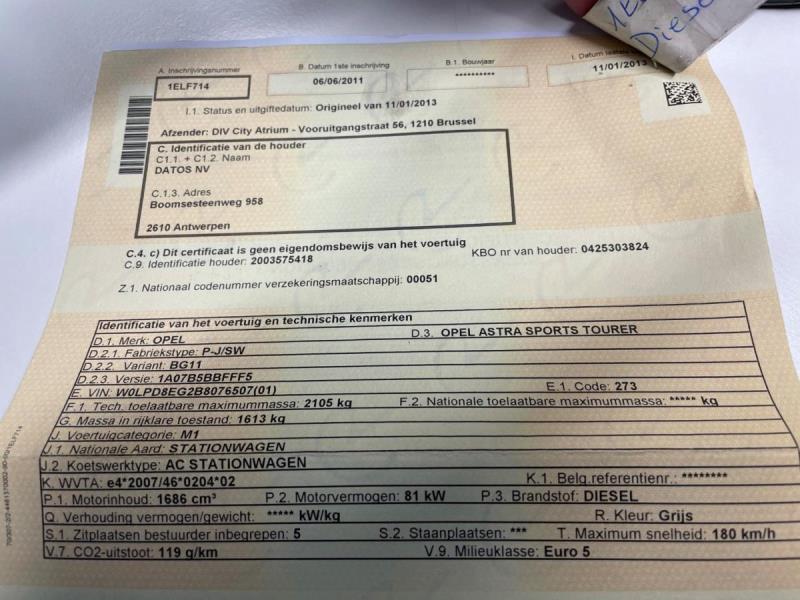 1EL
Diesel
A. Inschrijvingsnummer
1ELF714
B. Datum 1ste inschrijving
06/06/2011
B.1. Bouwjaar
**********
I. Datum laatste
11/01/2013
I.1. Status en uitgiftedatum: Origineel van 11/01/2013
Afzender: DIV City Atrium - Vooruitgangstraat 56, 1210 Brussel
C. Identificatie van de houder
C1.1. + C1.2. Naam
DATOS NV
C.1.3. Adres
Boomsesteenweg 958
2610 Antwerpen
C.4. c) Dit certificaat is geen eigendomsbewijs van het voertuig
C.9. Identificatie houder: 2003575418 KBO nr van houder: 0425303824
Z.1. Nationaal codenummer verzekeringsmaatschappij: 00051
Identificatie van het voertuig en technische kenmerken
D.1. Merk: OPEL D.3. OPEL ASTRA SPORTS TOURER
D.2.1. Fabriekstype: P-J/SW
D.2.2. Variant: BG11
D.2.3. Versie: 1A07B5BBFFF5
E. VIN: W0LPD8EG2B8076507(01) E.1. Code: 273
F.1. Tech. toelaatbare maximummassa: 2105 kg F.2. Nationale toelaatbare maximummassa: ***** kg
G. Massa in rijklare toestand: 1613 kg
J. Voertuigcategorie: M1
J.1. Nationale Aard: STATIONWAGEN
J.2. Koetswerktype: AC STATIONWAGEN
K. WVTA: e4*2007/46*0204*02 K.1. Belg.referentienr.: ********
P.1. Motorinhoud: 1686 cm³ P.2. Motorvermogen: 81 kW P.3. Brandstof: DIESEL
Q. Verhouding vermogen/gewicht: ***** kW/kg R. Kleur: Grijs
S.1. Zitplaatsen bestuurder inbegrepen: 5 S.2. Staanplaatsen: *** T. Maximum snelheid: 180 km/h
V.7. CO2-uitstoot: 119 g/km V.9. Milieuklasse: Euro 5